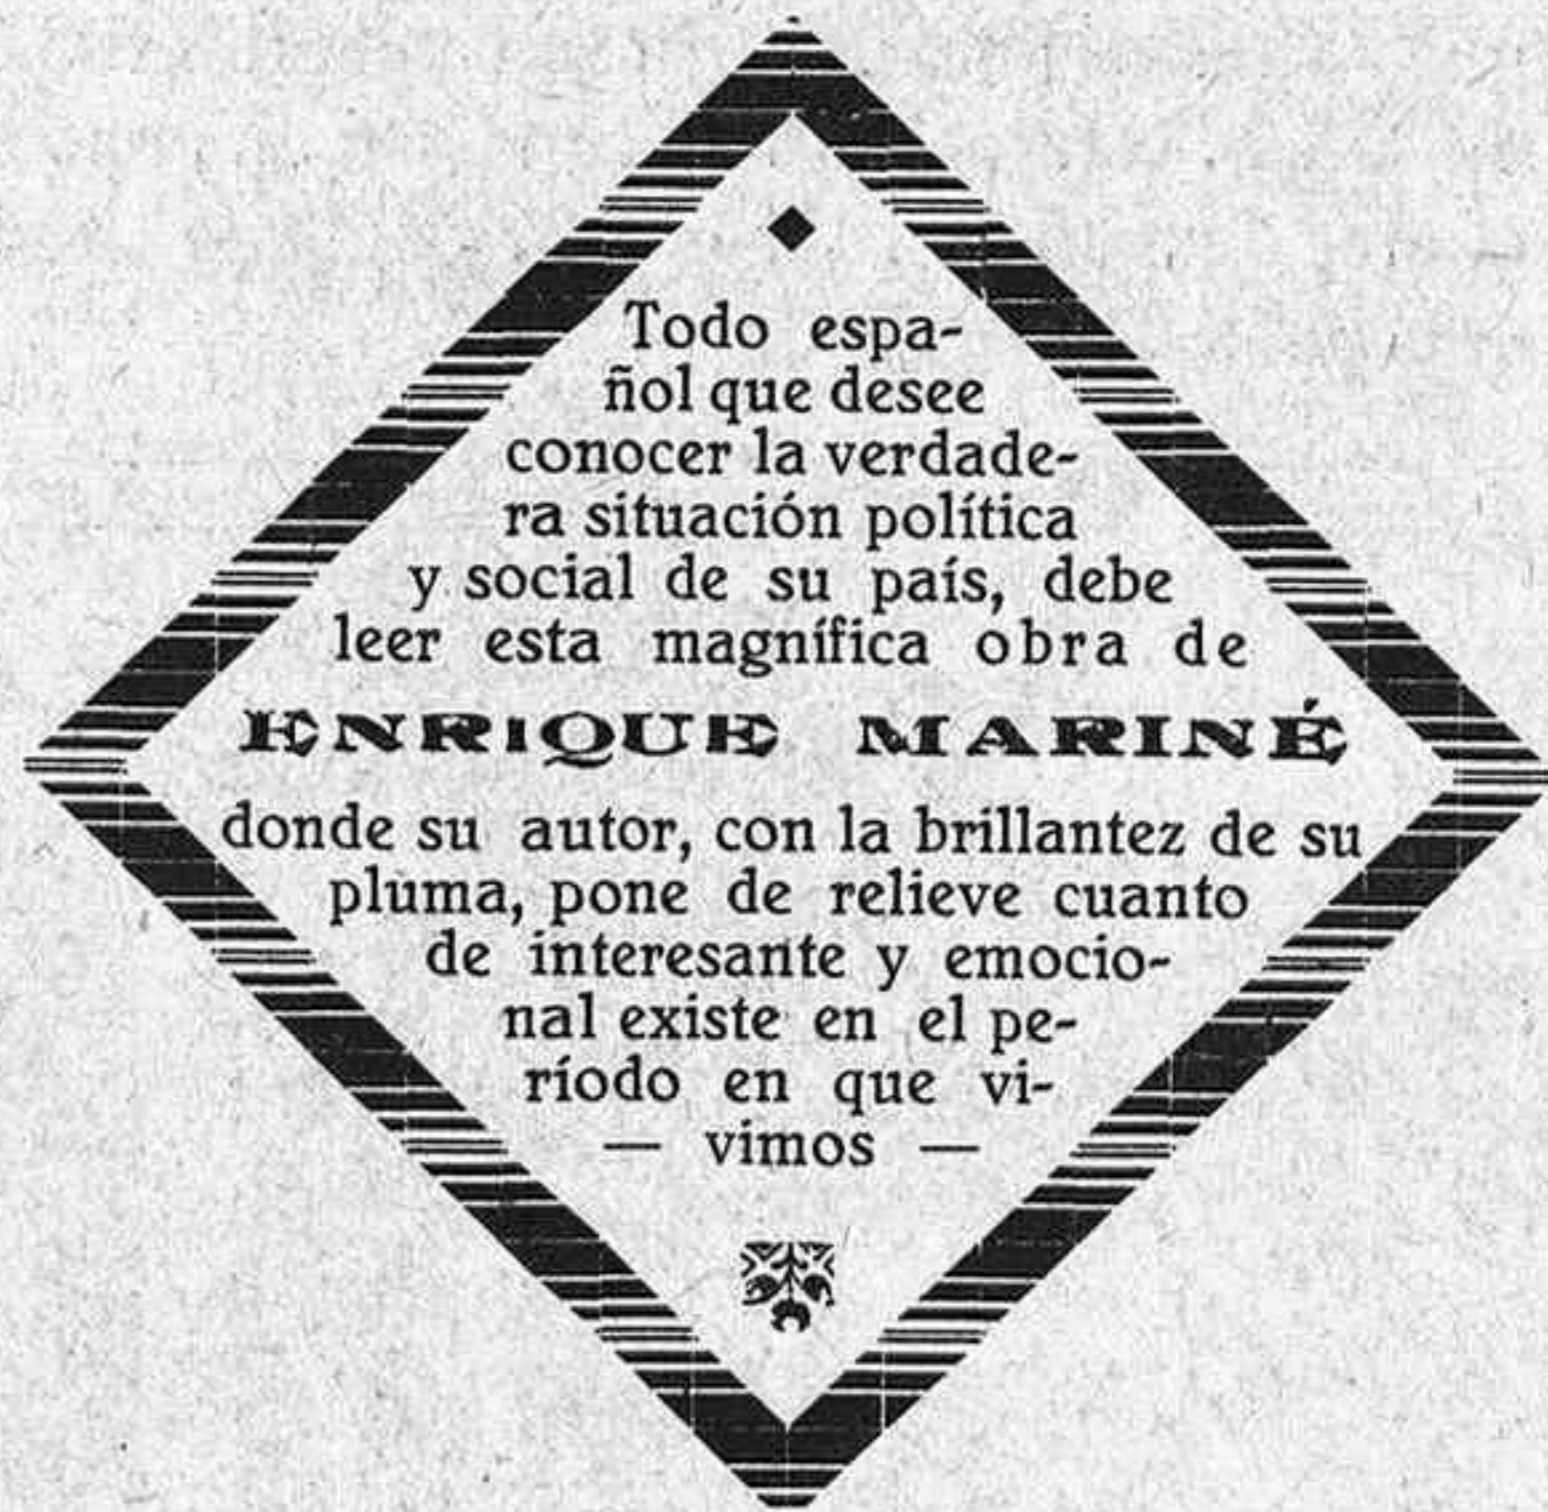 Todo espa-
ñol que desee
conocer la verdade-
ra situación política
y social de su país, debe
leer esta magnífica obra de
ENRIQUE MARINÉ
donde su autor, con la brillantez de su
pluma, pone de relieve cuanto
de interesante y emocio-
nal existe en el pe-
ríodo en que vi-
— vimos —